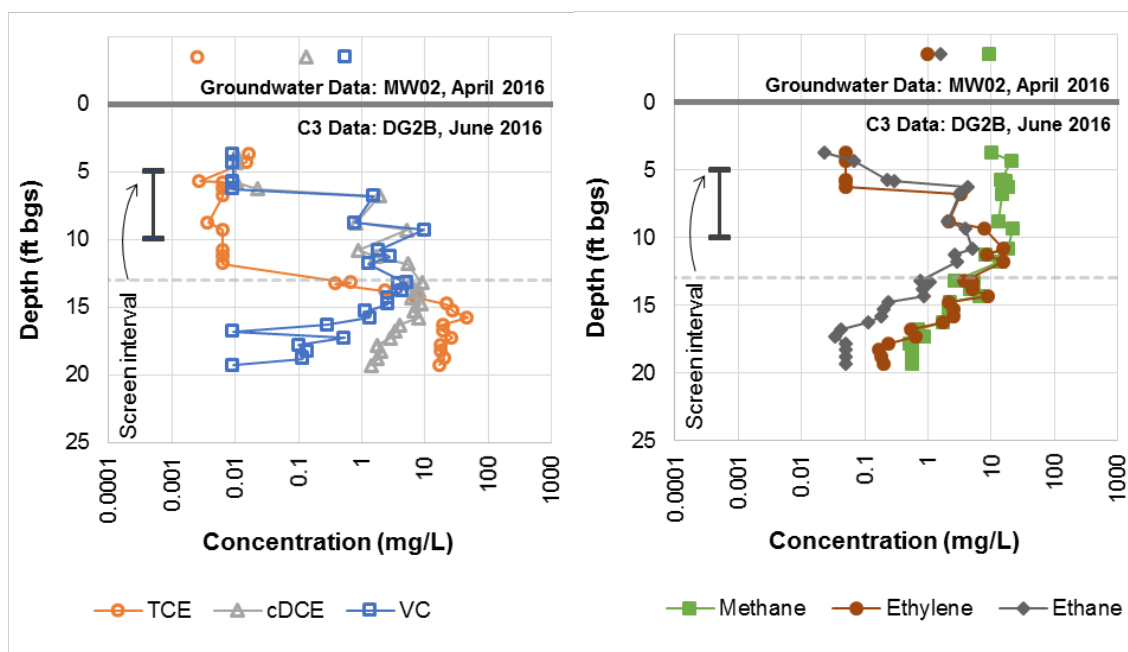 Groundwater Data: MW02, April 2016
C3 Data: DG2B, June 2016
0
5
10
15
20
25
Depth (ft bgs)
Screen interval
0.0001
0.001
0.01
0.1
1
10
100
1000
Concentration (mg/L)
TCE
cDCE
VC
Groundwater Data: MW02, April 2016
C3 Data: DG2B, June 2016
0
5
10
15
20
25
Depth (ft bgs)
Screen interval
0.0001
0.001
0.01
0.1
1
10
100
1000
Concentration (mg/L)
Methane
Ethylene
Ethane